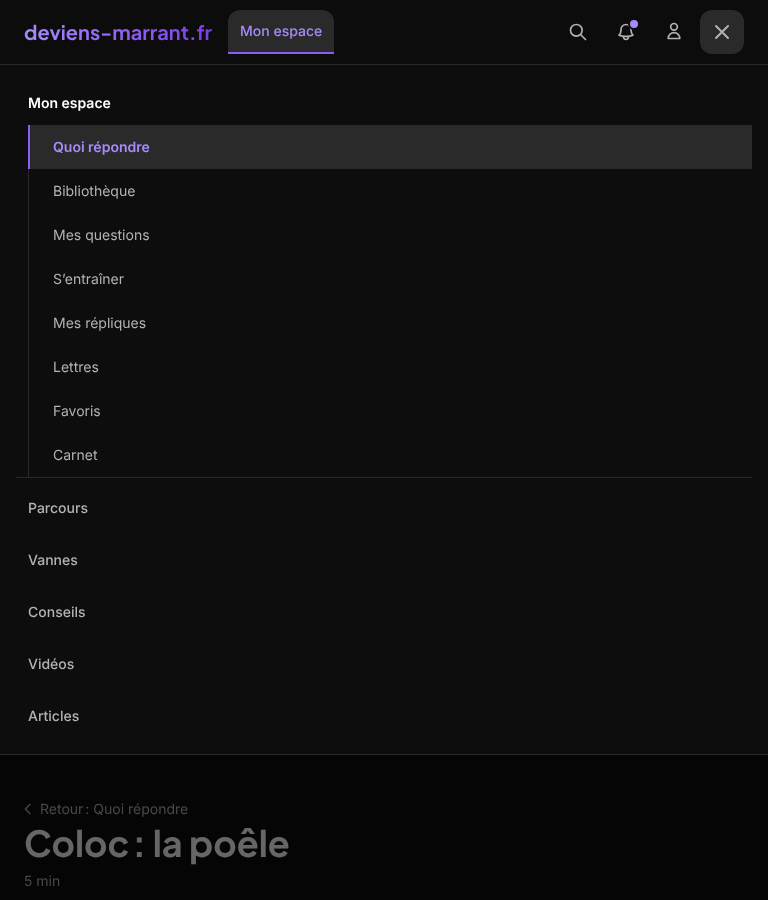 deviens-marrant.fr
Mon espace
Mon espace
Quoi répondre
Bibliothèque
Mes questions
S’entraîner
Mes répliques
Lettres
Favoris
Carnet
Parcours
Vannes
Conseils
Vidéos
Articles
Retour : Quoi répondre
Coloc : la poêle
5 min